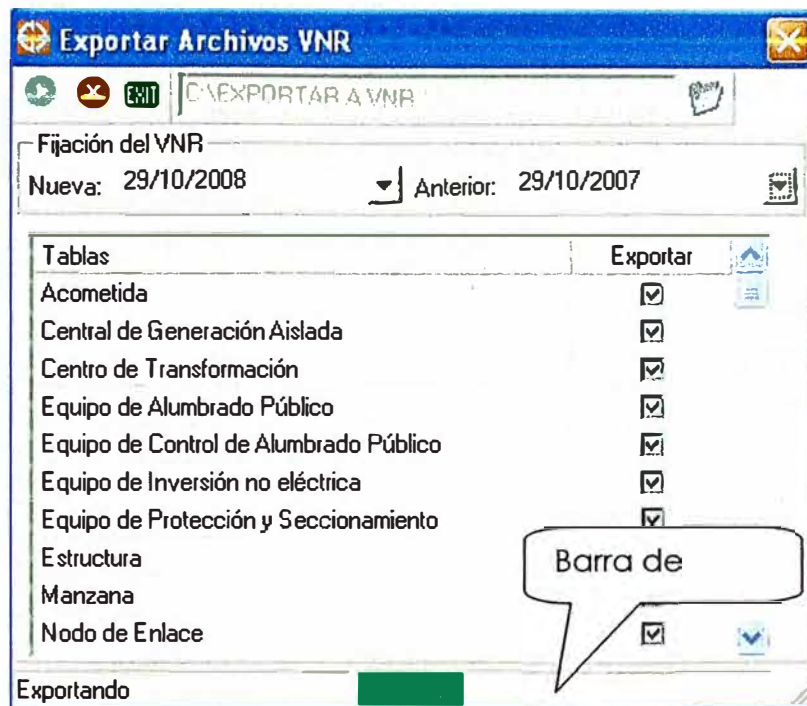 Exportar Archivos VNR
EXIT C:\EXPORTAR A VNR
Fijación del VNR
Nueva: 29/10/2008 Anterior: 29/10/2007
Tablas Exportar
Acometida
Central de Generación Aislada
Centro de Transformación
Equipo de Alumbrado Público
Equipo de Control de Alumbrado Público
Equipo de Inversión no eléctrica
Equipo de Protección y Seccionamiento
Estructura
Barra de
Manzana
Nodo de Enlace
Exportando